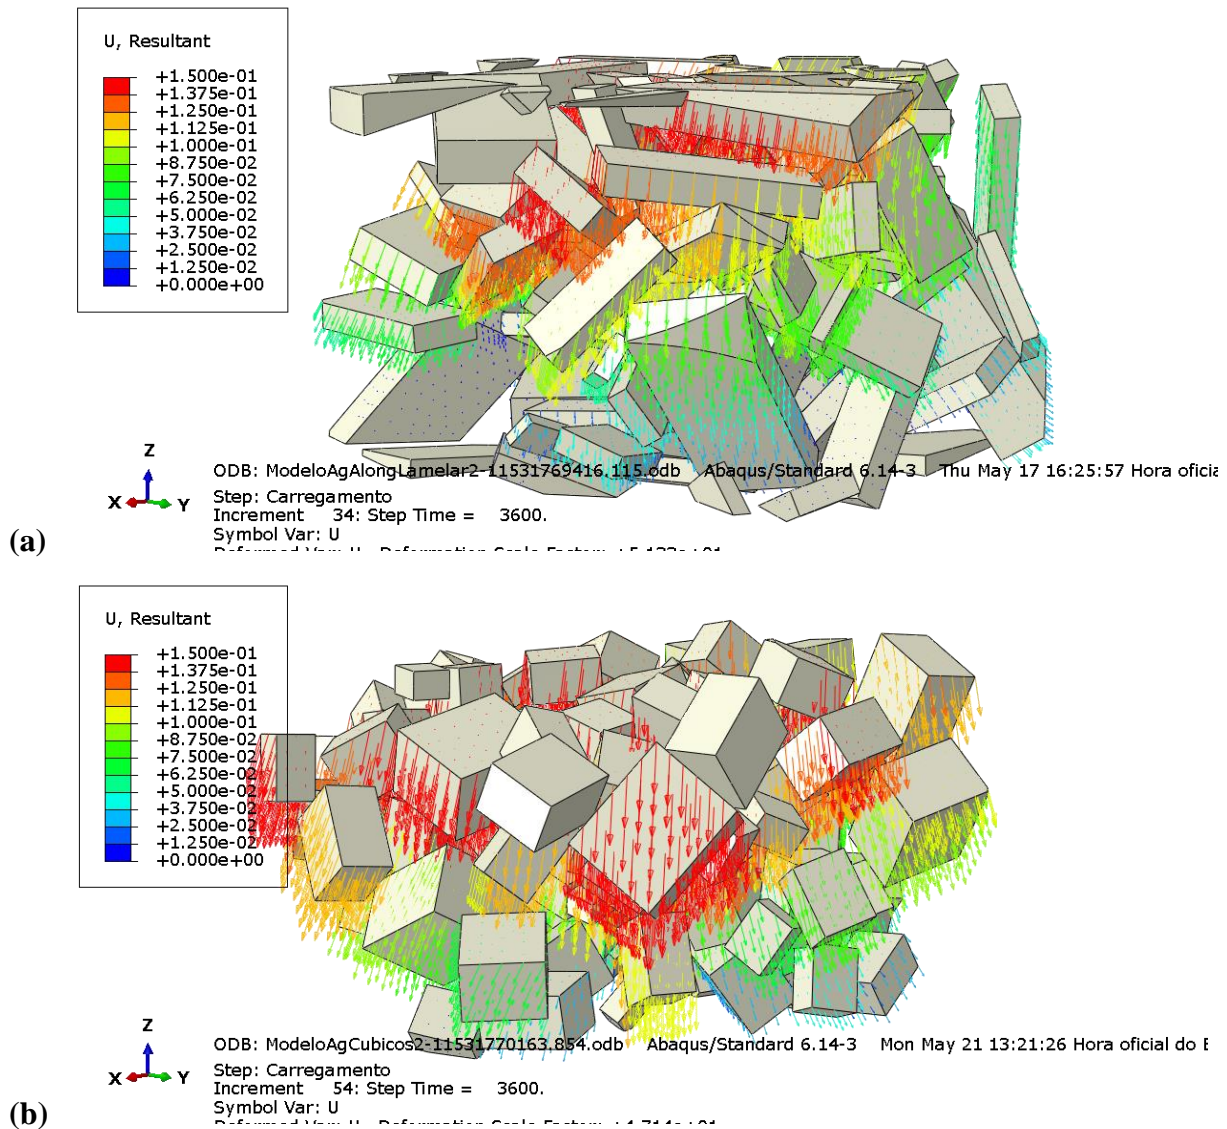 U, Resultant
+1.500e-01
+1.375e-01
+1.250e-01
+1.125e-01
+1.000e-01
+8.750e-02
+7.500e-02
+6.250e-02
+5.000e-02
+3.750e-02
+2.500e-02
+1.250e-02
+0.000e+00
Z
X Y
ODB: ModeloAgAlongLamelar2-11531769416.115.odb Abaqus/Standard 6.14-3 Thu May 17 16:25:57 Hora oficia
Step: Carregamento
Increment 34: Step Time = 3600.
Symbol Var: U
(a)
U, Resultant
+1.500e-01
+1.375e-01
+1.250e-01
+1.125e-01
+1.000e-01
+8.750e-02
+7.500e-02
+6.250e-02
+5.000e-02
+3.750e-02
+2.500e-02
+1.250e-02
+0.000e+00
Z
X Y
ODB: ModeloAgCubicos2-11531770163.854.odb Abaqus/Standard 6.14-3 Mon May 21 13:21:26 Hora oficial do
Step: Carregamento
Increment 54: Step Time = 3600.
Symbol Var: U
(b)